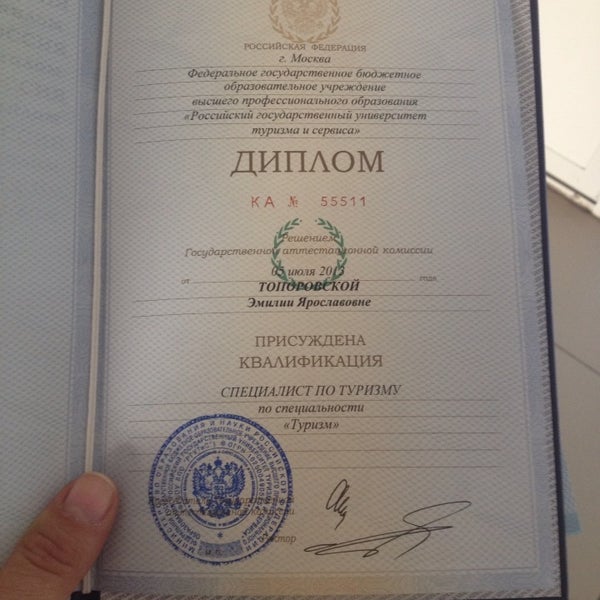 РОССИЙСКАЯ ФЕДЕРАЦИЯ
г. Москва
Федеральное государственное бюджетное
образовательное учреждение
высшего профессионального образования
«Российский государственный университет
туризма и сервиса»
ДИПЛОМ
КА № 55511
Решением
Государственной аттестационной комиссии
от 05 июля 2013 года
ТОПОРОВСКОЙ
Эмилии Ярославовне
ПРИСУЖДЕНА
КВАЛИФИКАЦИЯ
СПЕЦИАЛИСТ ПО ТУРИЗМУ
по специальности
«Туризм»